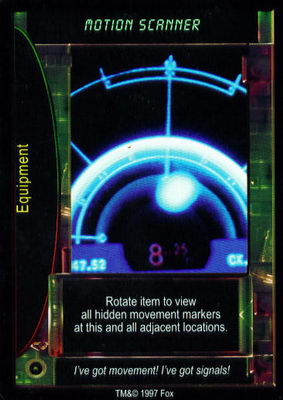 MOTION SCANNER
Equipment
8 25
47.52
CX.
Rotate item to view
all hidden movement markers
at this and all adjacent locations.
I've got movement! I've got signals!
TM&© 1997 Fox